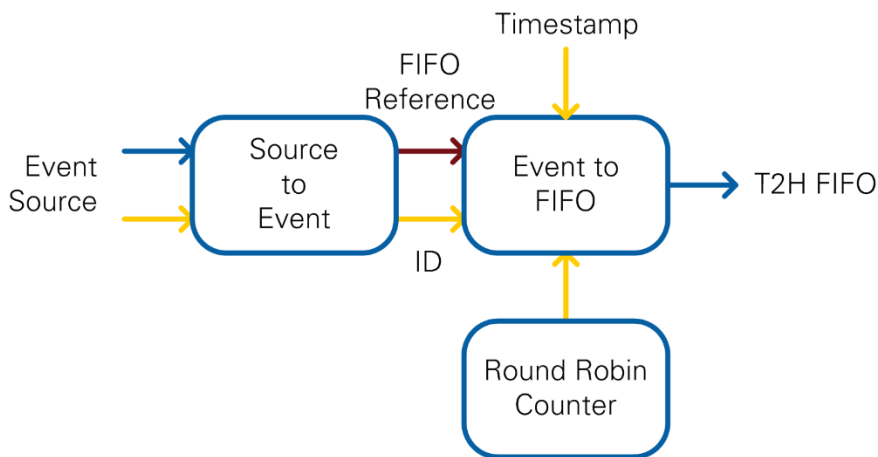 Timestamp
FIFO
Reference
Event
Source
Source
to
Event
Event to
FIFO
T2H FIFO
ID
Round Robin
Counter